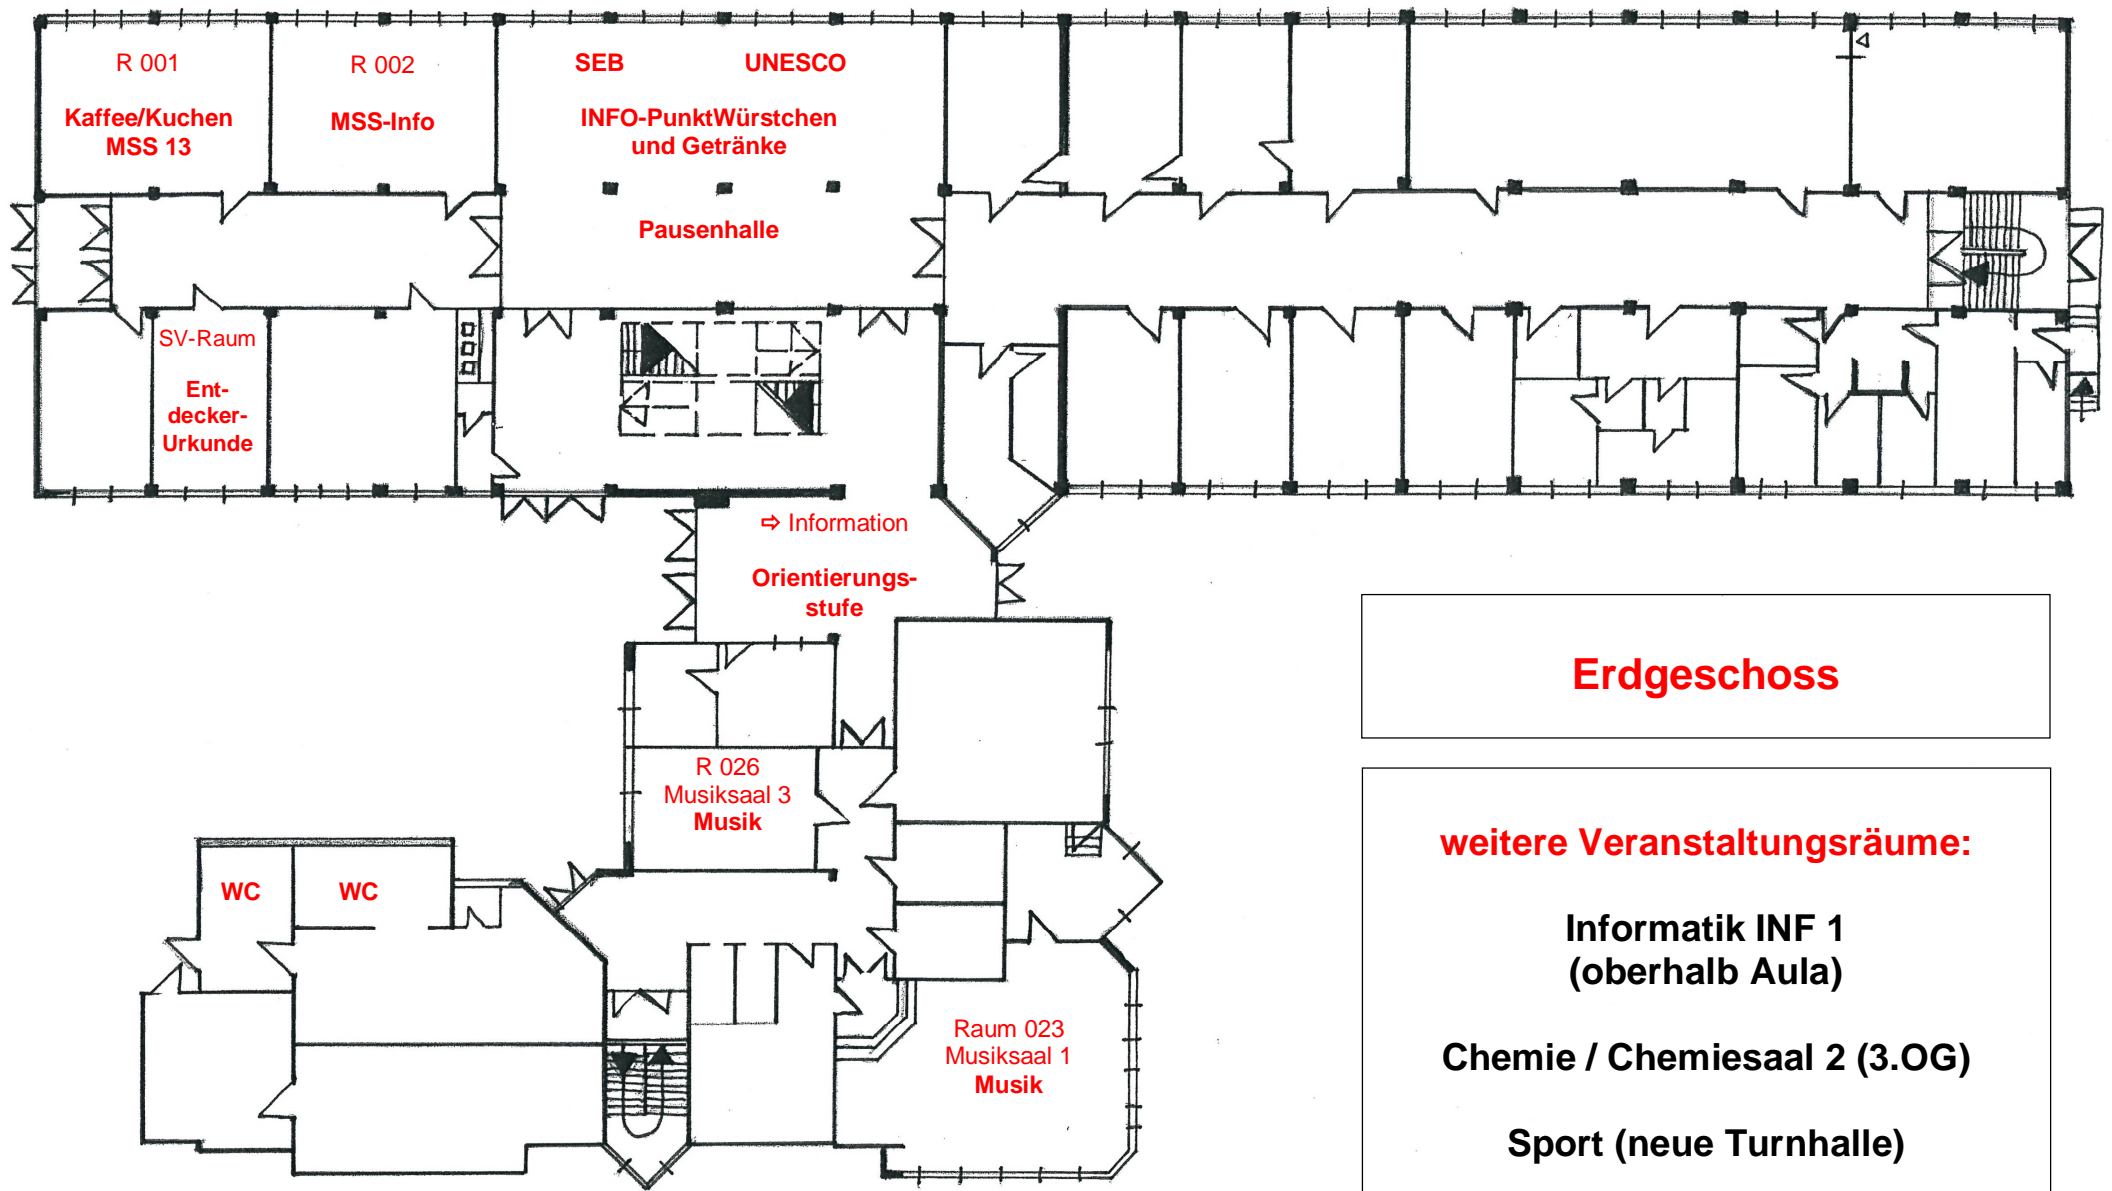 R 001
Kaffee/Kuchen
MSS 13
R 002
MSS-Info
SEB UNESCO
INFO-PunktWürstchen
und Getränke
Pausenhalle
SV-Raum
Ent-
decker-
Urkunde
⇨ Information
Orientierungs-
stufe
R 026
Musiksaal 3
Musik
WC
WC
Raum 023
Musiksaal 1
Musik
Erdgeschoss
weitere Veranstaltungsräume:
Informatik INF 1
(oberhalb Aula)
Chemie / Chemiesaal 2 (3.OG)
Sport (neue Turnhalle)